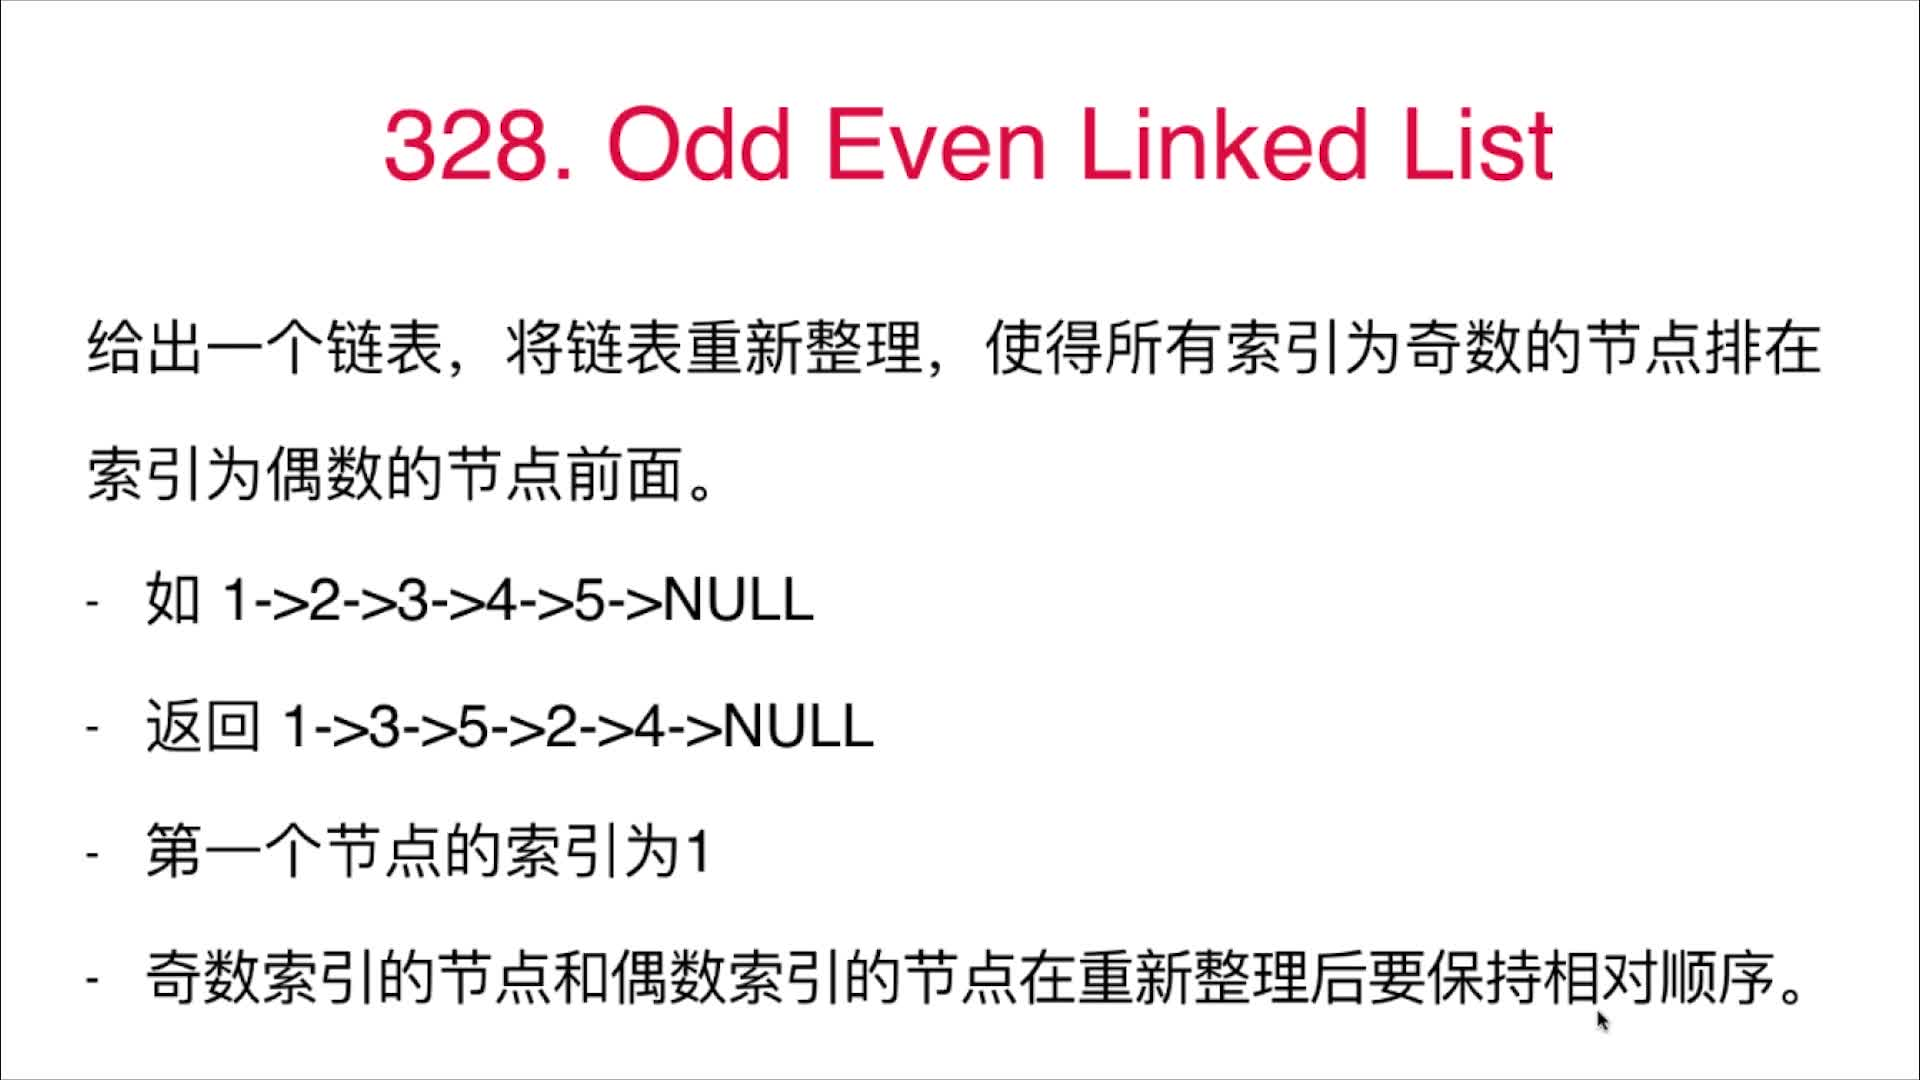 328. Odd Even Linked List
给出一个链表，将链表重新整理，使得所有索引为奇数的节点排在
索引为偶数的节点前面。
- 如 1->2->3->4->5->NULL
- 返回 1->3->5->2->4->NULL
- 第一个节点的索引为1
- 奇数索引的节点和偶数索引的节点在重新整理后要保持相对顺序。